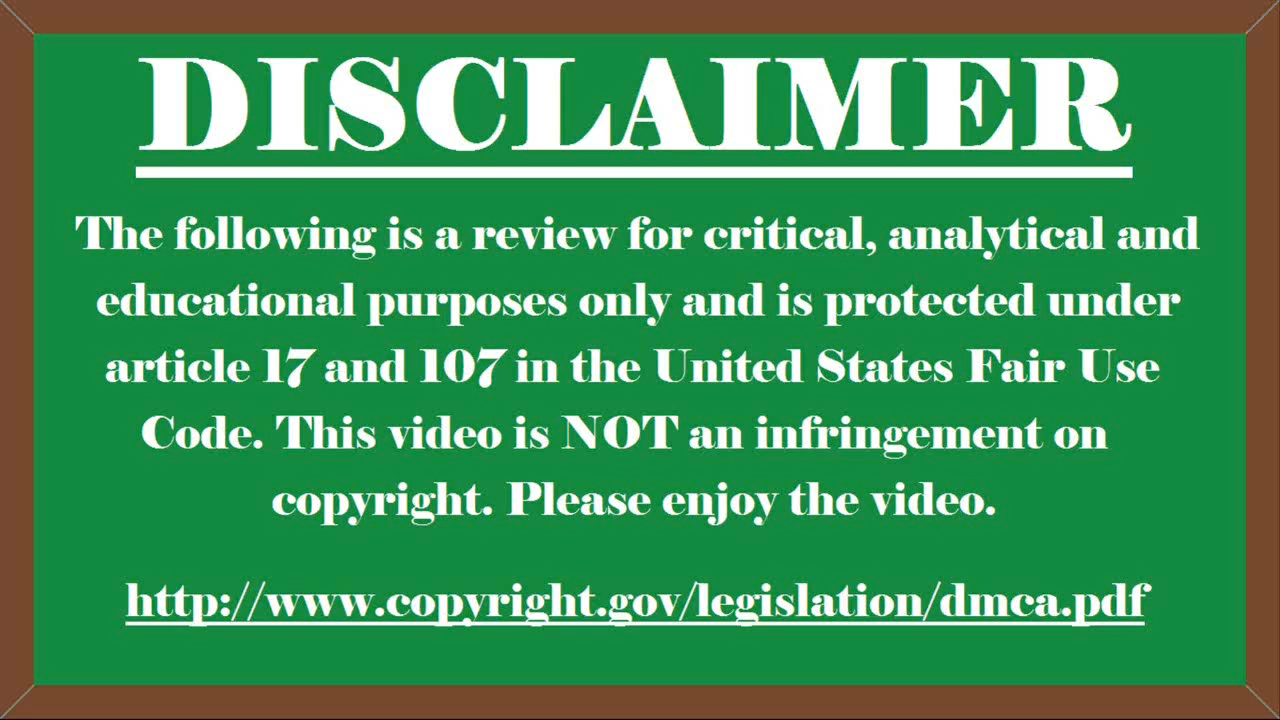 DISCLAIMER
The following is a review for critical, analytical and
educational purposes only and is protected under
article 17 and 107 in the United States Fair Use
Code. This video is NOT an infringement on
copyright. Please enjoy the video.
http://www.copyright.gov/legislation/dmca.pdf